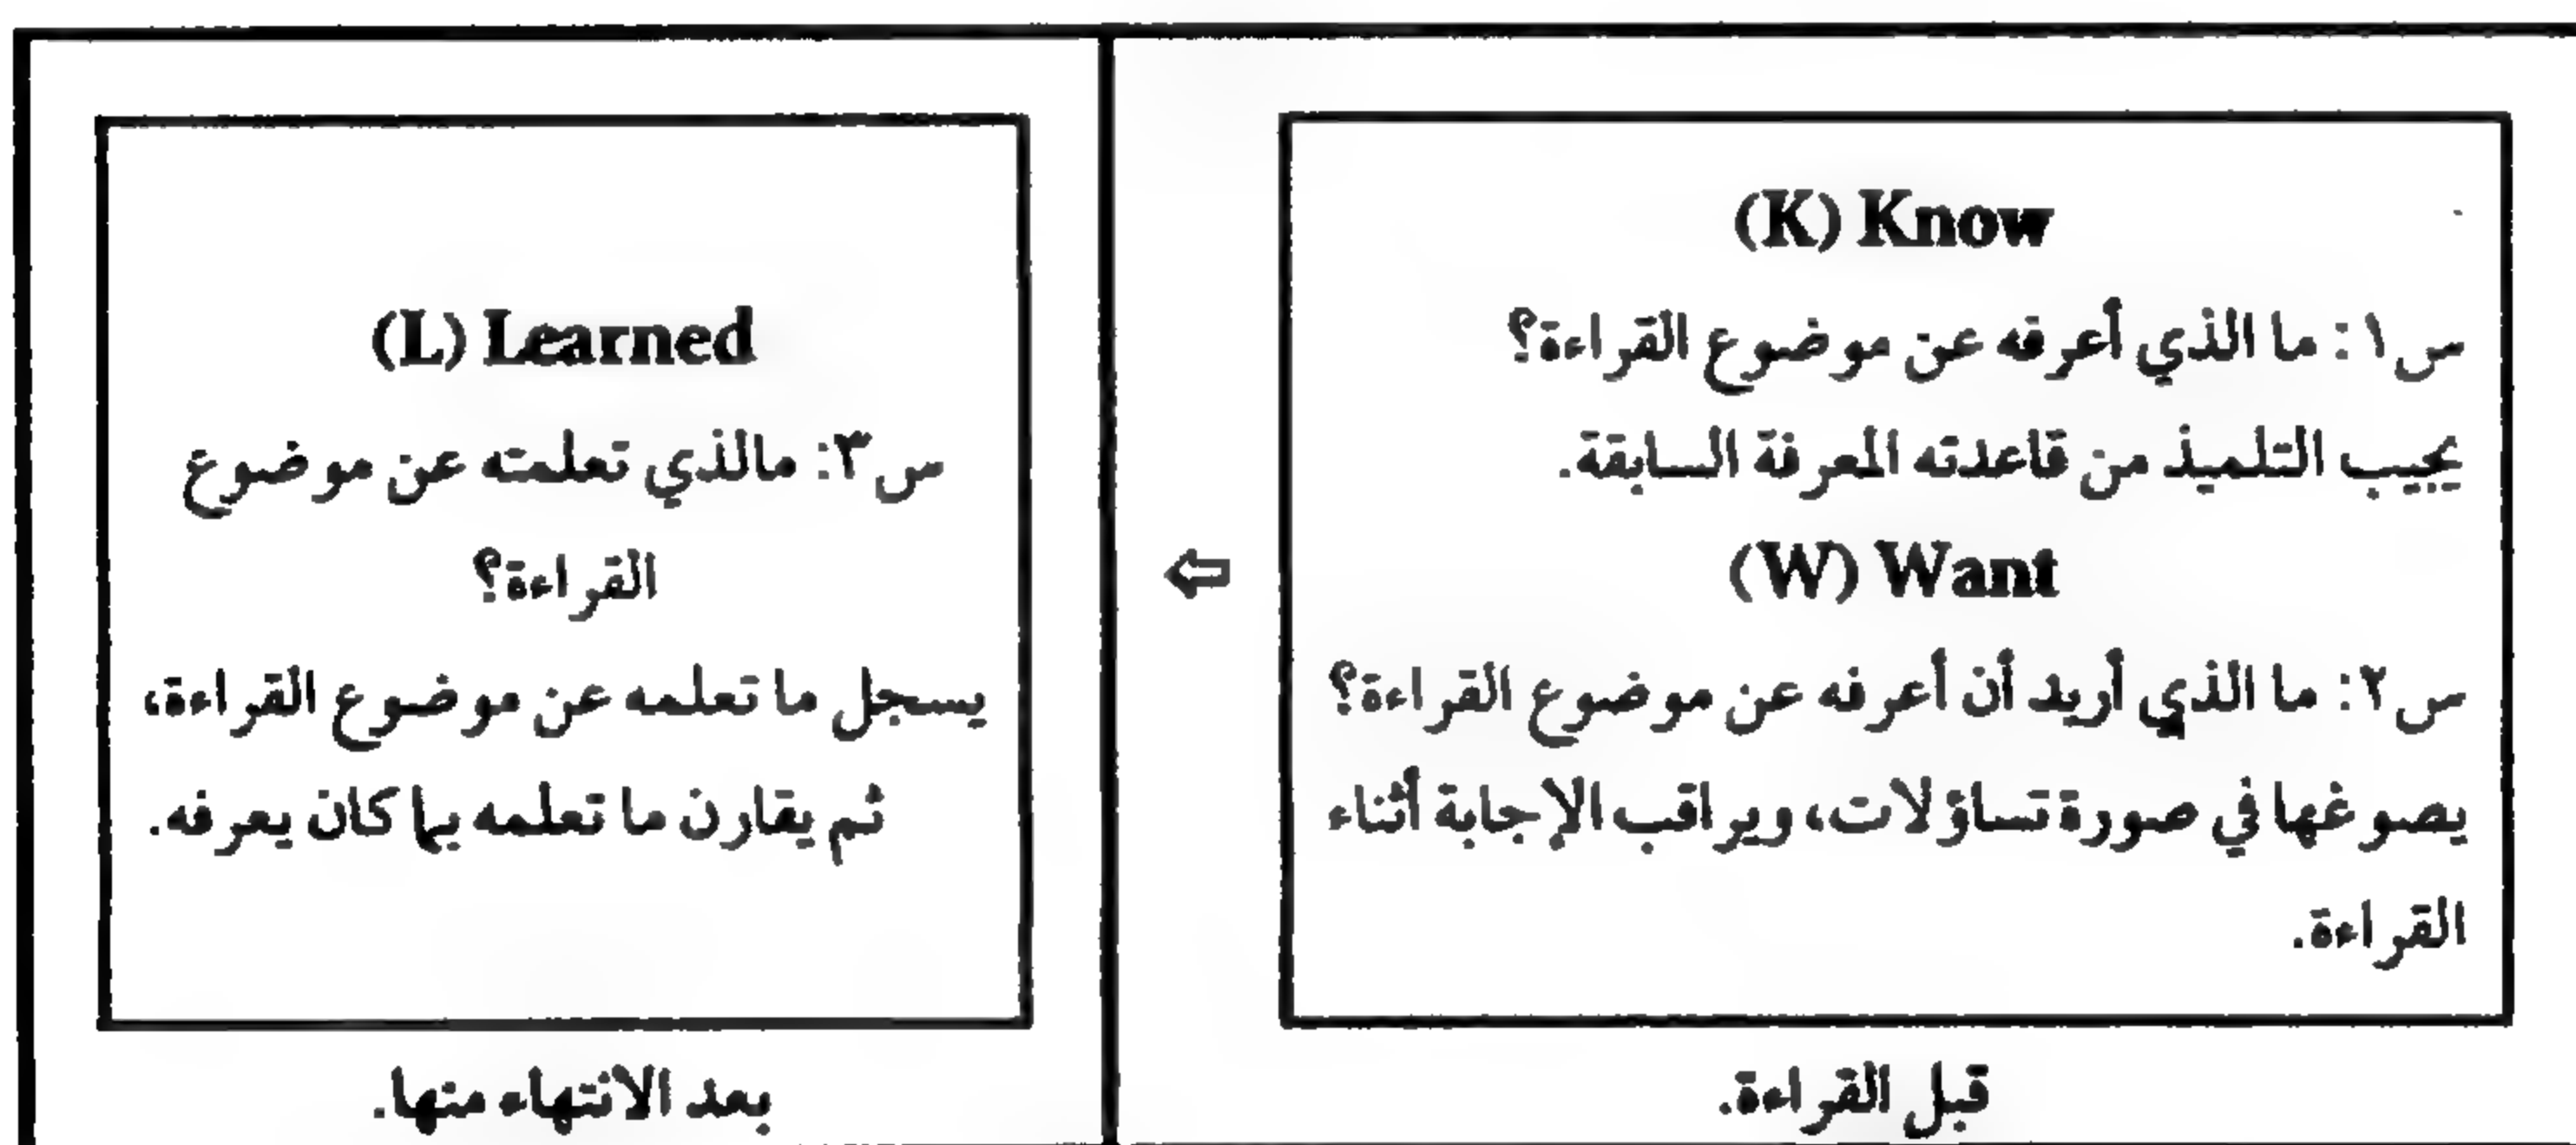 (K) Know
س١: ما الذي أعرفه عن موضوع القراءة؟
يجيب التلميذ من قاعدته المعرفة السابقة.
(W) Want
س٢: ما الذي أريد أن أعرفه عن موضوع القراءة؟
يصوغها في صورة تساؤلات، ويراقب الإجابة أثناء
القراءة.
قبل القراءة.
(L) Learned
س٣: مالذي تعلمته عن موضوع
القراءة؟
يسجل ما تعلمه عن موضوع القراءة،
ثم يقارن ما تعلمه بما كان يعرفه.
بعد الانتهاء منها.